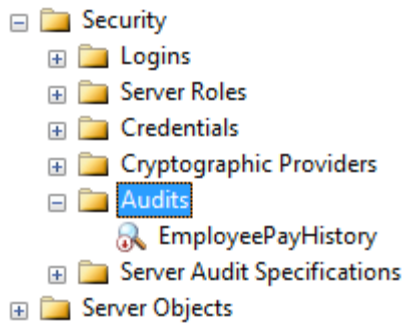 Security
Logins
Server Roles
Credentials
Cryptographic Providers
Audits
EmployeePayHistory
Server Audit Specifications
Server Objects